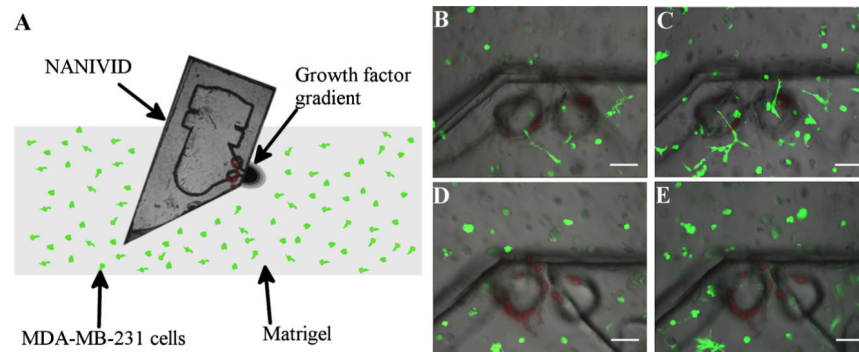 A
NANIVID
Growth factor
gradient
MDA-MB-231 cells
Matrigel
B
C
D
E